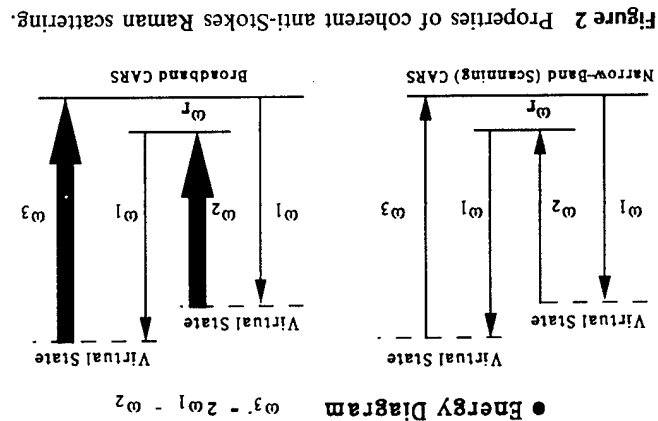 ● Energy Diagram ω3 = 2ω1 - ω2
Virtual State Virtual State
Virtual State Virtual State
ω1 ω2 ω1 ω3 ω1 ω2 ω1 ω3
ωr ωr
Narrow-Band (Scanning) CARS Broadband CARS
Figure 2 Properties of coherent anti-Stokes Raman scattering.